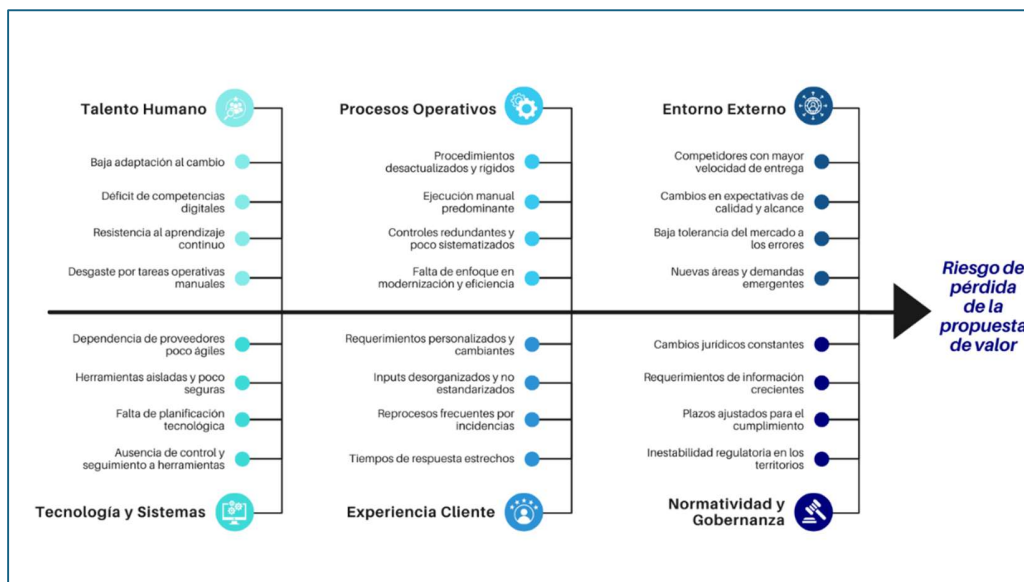 Talento Humano
Baja adaptación al cambio
Déficit de competencias
digitales
Resistencia al aprendizaje
continuo
Desgaste por tareas operativas
manuales
Procesos Operativos
Procedimientos
desactualizados y rígidos
Ejecución manual
predominante
Controles redundantes y
poco sistematizados
Falta de enfoque en
modernización y eficiencia
Entorno Externo
Competidores con mayor
velocidad de entrega
Cambios en expectativas de
calidad y alcance
Baja tolerancia del mercado a
los errores
Nuevas áreas y demandas
emergentes
Riesgo de
pérdida
de la
propuesta
de valor
Dependencia de proveedores
poco ágiles
Herramientas aisladas y poco
seguras
Falta de planificación
tecnológica
Ausencia de control y
seguimiento a herramientas
Tecnología y Sistemas
Requerimientos personalizados y
cambiantes
Inputs desorganizados y no
estandarizados
Reprocesos frecuentes por
incidencias
Tiempos de respuesta estrechos
Experiencia Cliente
Cambios jurídicos constantes
Requerimientos de información
crecientes
Plazos ajustados para el
cumplimiento
Inestabilidad regulatoria en los
territorios
Normatividad y
Gobernanza